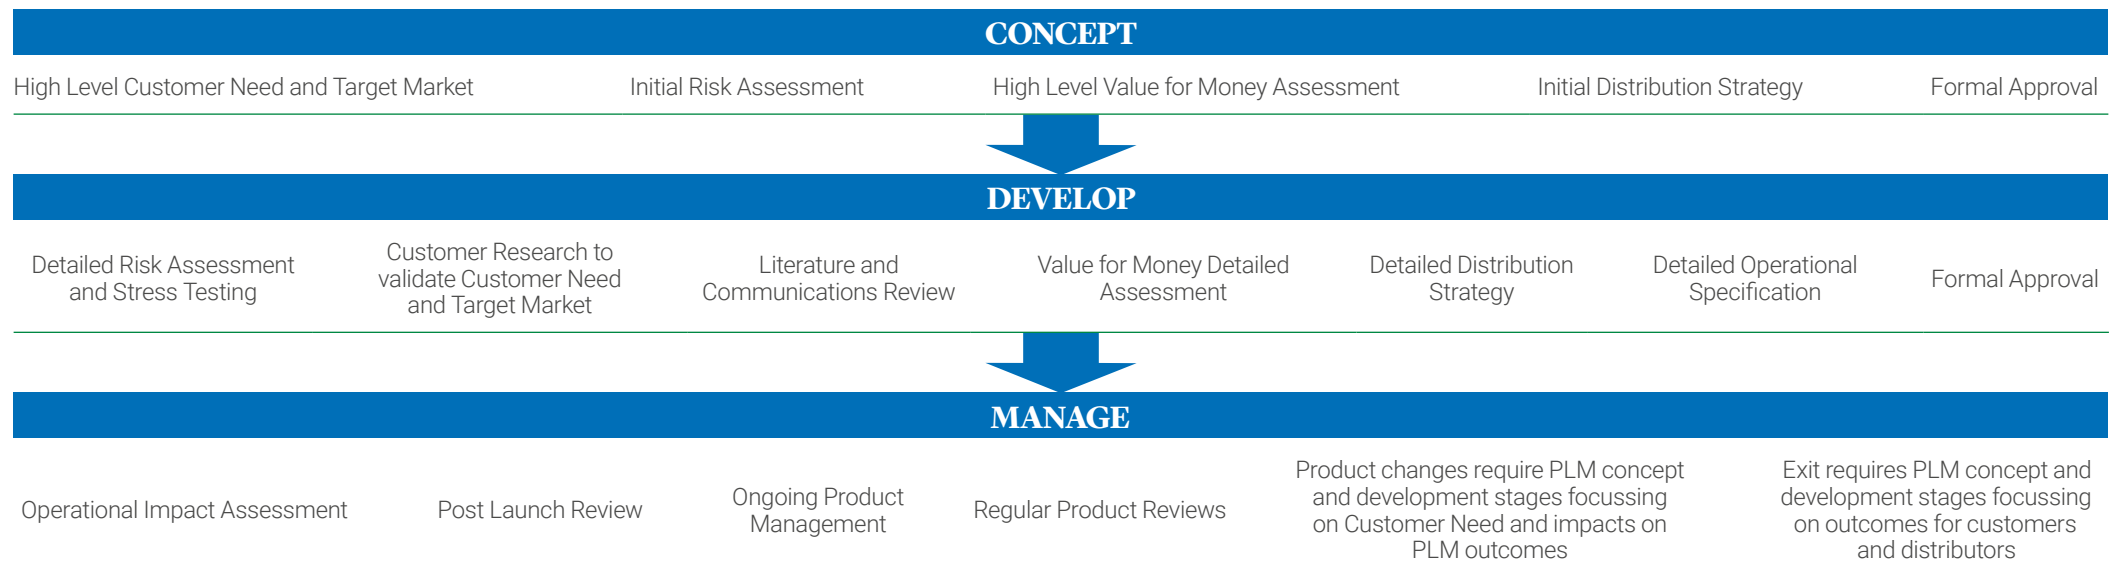 CONCEPT
High Level Customer Need and Target Market
Initial Risk Assessment
High Level Value for Money Assessment
Initial Distribution Strategy
Formal Approval
DEVELOP
Detailed Risk Assessment
and Stress Testing
Customer Research to
validate Customer Need
and Target Market
Literature and
Communications Review
Value for Money Detailed
Assessment
Detailed Distribution
Strategy
Detailed Operational
Specification
Formal Approval
MANAGE
Operational Impact Assessment
Post Launch Review
Ongoing Product
Management
Regular Product Reviews
Product changes require PLM concept
and development stages focussing
on Customer Need and impacts on
PLM outcomes
Exit requires PLM concept and
development stages focussing
on outcomes for customers
and distributors